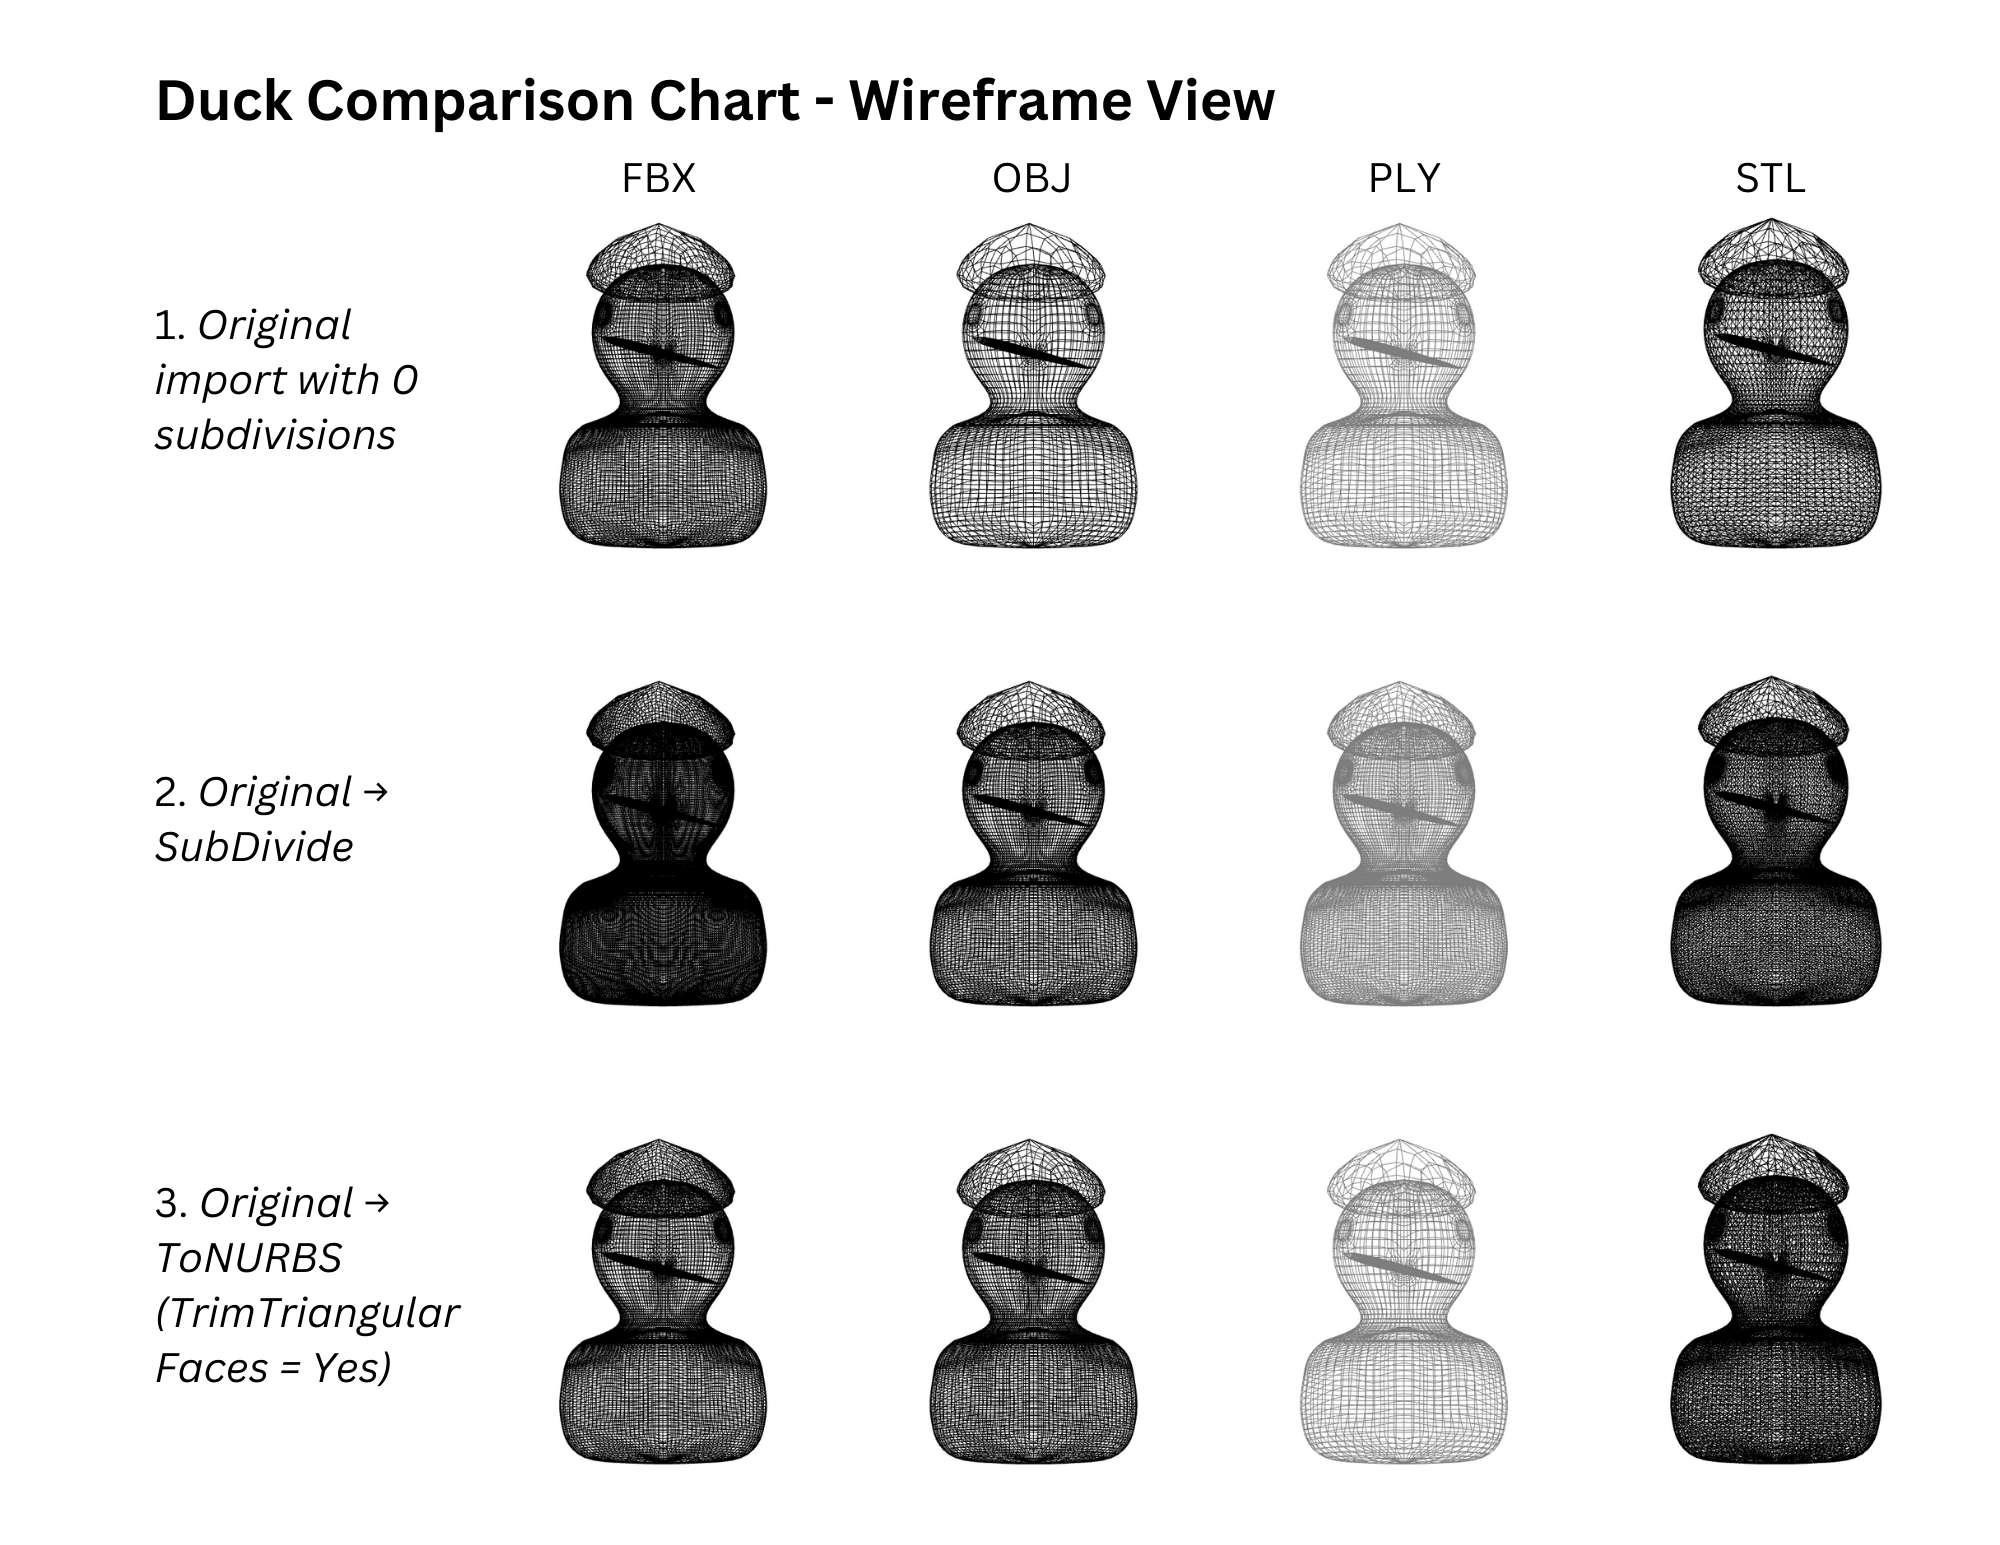 Duck Comparison Chart - Wireframe View
FBX OBJ PLY STL
1. Original
import with 0
subdivisions
2. Original →
SubDivide
3. Original →
ToNURBS
(TrimTriangular
Faces = Yes)